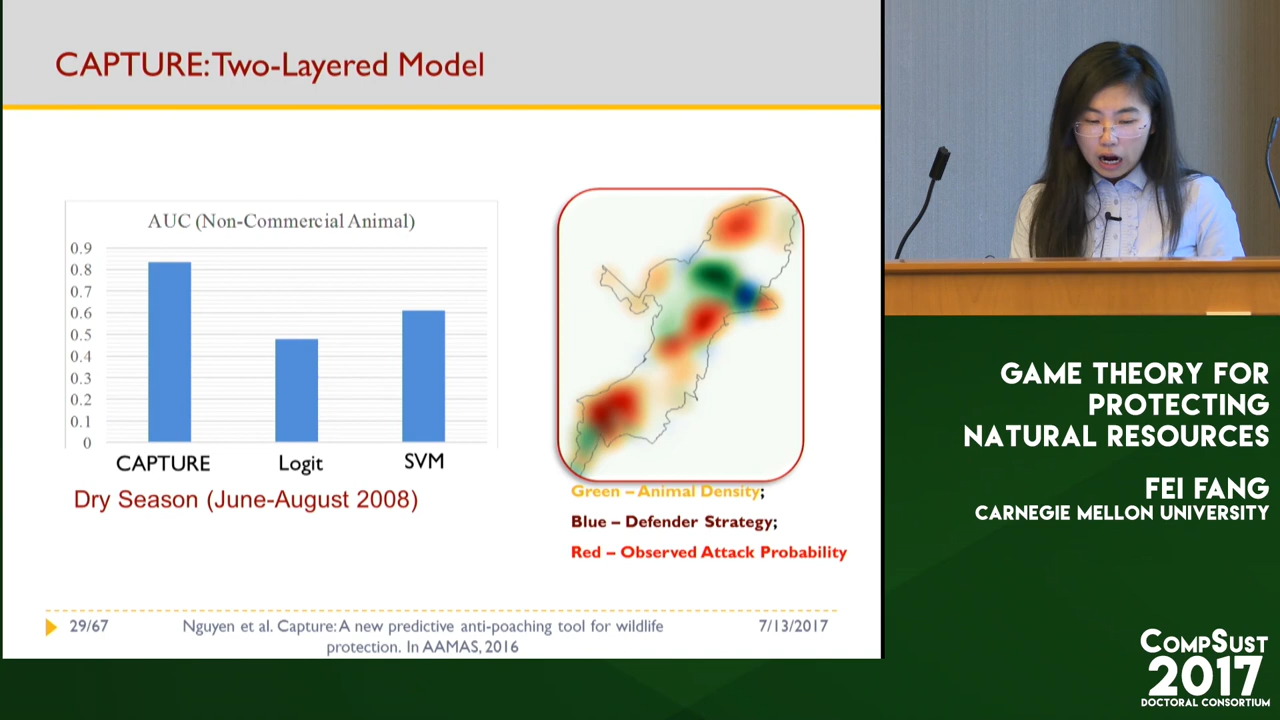 CAPTURE: Two-Layered Model
AUC (Non-Commercial Animal)
0.9
0.8
0.7
0.6
0.5
0.4
0.3
0.2
0.1
0
CAPTURE Logit SVM
Dry Season (June-August 2008)
Green – Animal Density;
Blue – Defender Strategy;
Red – Observed Attack Probability
29/67
Nguyen et al. Capture: A new predictive anti-poaching tool for wildlife
protection. In AAMAS, 2016
7/13/2017
GAME THEORY FOR
PROTECTING
NATURAL RESOURCES
FEI FANG
CARNEGIE MELLON UNIVERSITY
COMPSUST
2017
DOCTORAL CONSORTIUM